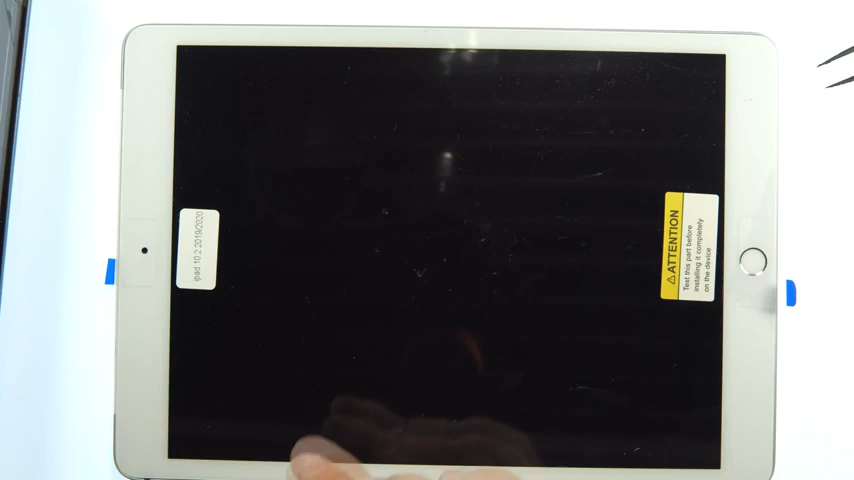 ipad 10.2 2019/2020
⚠ATTENTION
Test this part before
installing it completely
on the device